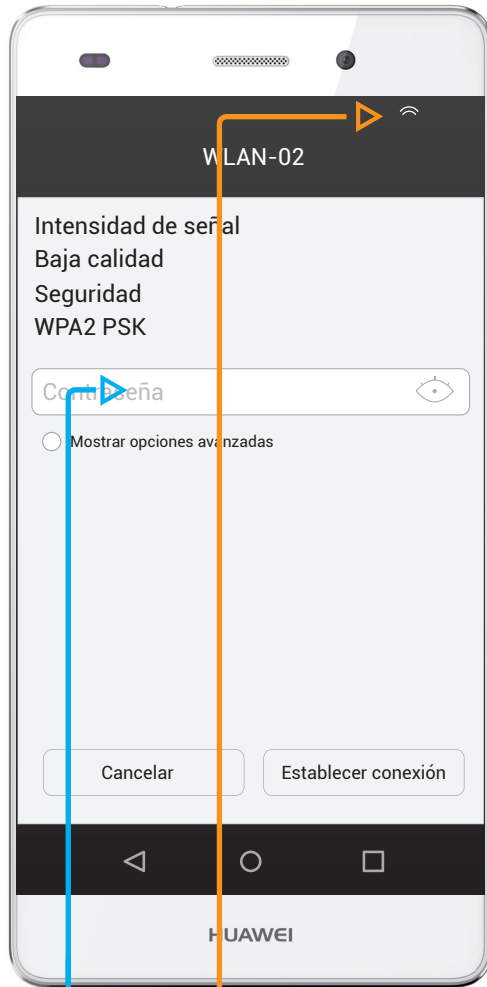 WLAN-02
Intensidad de señal
Baja calidad
Seguridad
WPA2 PSK
Contraseña
Mostrar opciones avanzadas
Cancelar
Establecer conexión
HUAWEI